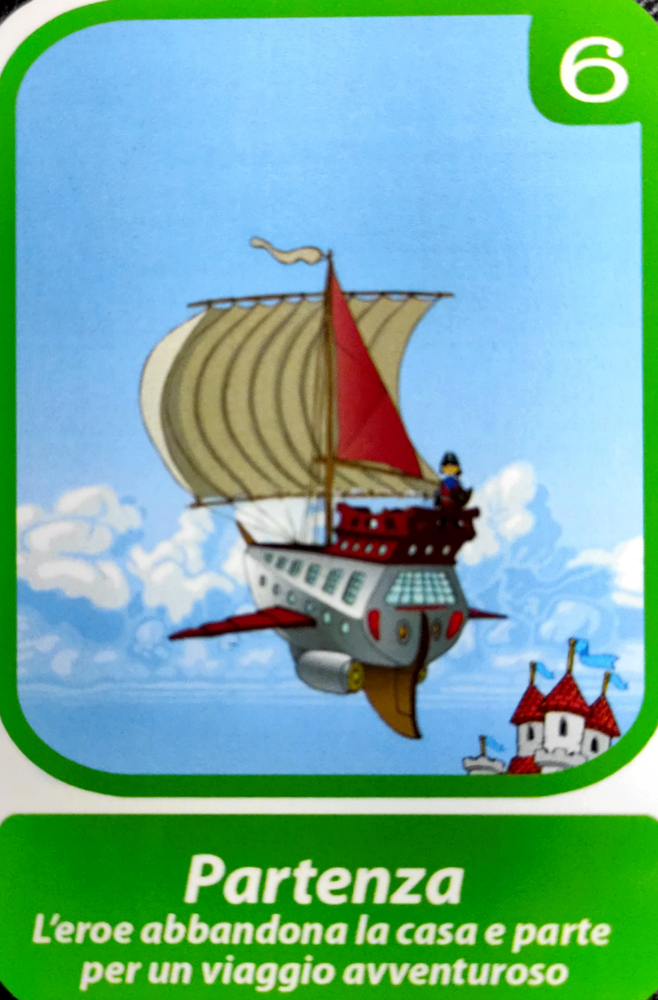 6
Partenza
L'eroe abbandona la casa e parte
per un viaggio avventuroso